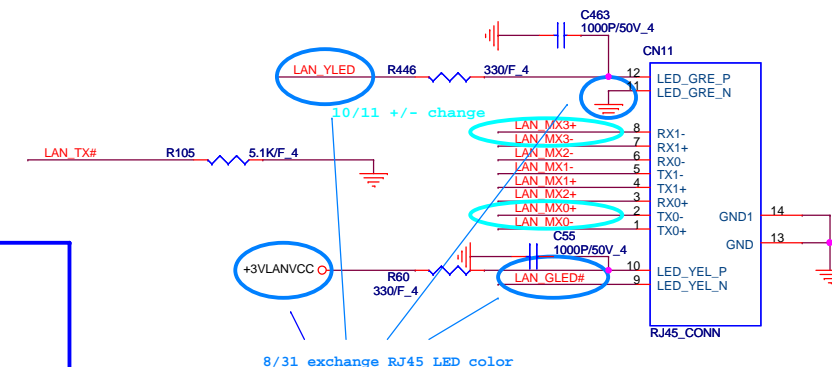 C463
1000P/50V_4
CN11
LAN_YLED
R446
330/F_4
12
LED_GRE_P
11
LED_GRE_N
10/11 +/- change
LAN_MX3+
8
RX1-
LAN_MX3-
7
RX1+
LAN_TX#
R105
5.1K/F_4
LAN_MX2-
6
RX0-
LAN_MX1-
5
TX1-
LAN_MX1+
4
TX1+
LAN_MX2+
3
RX0+
LAN_MX0+
2
TX0-
GND1
14
LAN_MX0-
1
TX0+
C55
1000P/50V_4
GND
13
+3VLANVCC
R60
330/F_4
10
LED_YEL_P
LAN_GLED#
9
LED_YEL_N
RJ45_CONN
8/31 exchange RJ45 LED color